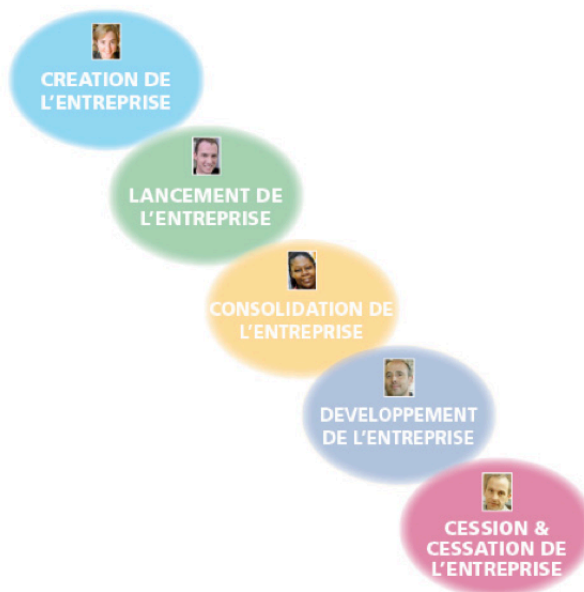 CREATION DE
L'ENTREPRISE
LANCEMENT DE
L'ENTREPRISE
CONSOLIDATION DE
L'ENTREPRISE
DEVELOPPEMENT
DE L'ENTREPRISE
CESSION &
CESSATION DE
L'ENTREPRISE